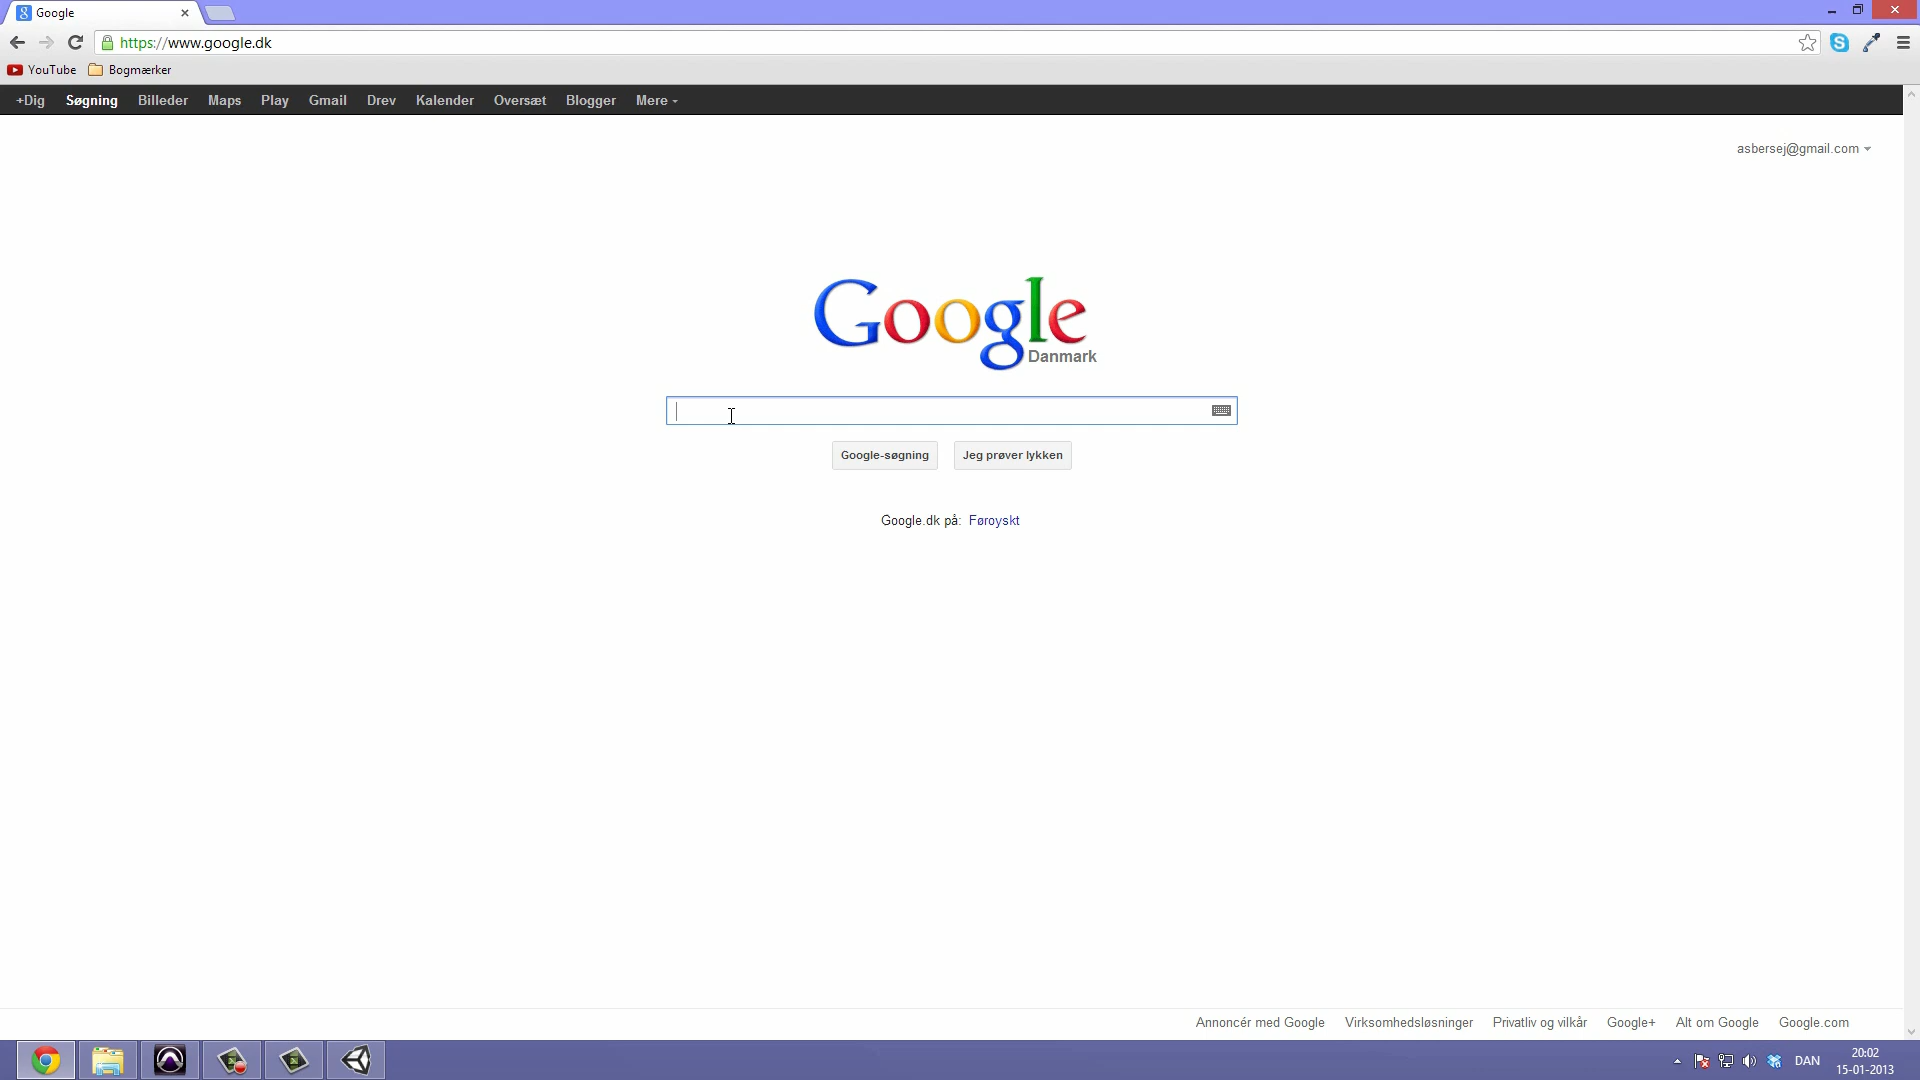 Google
https://www.google.dk
YouTube Bogmærker
+Dig Søgning Billeder Maps Play Gmail Drev Kalender Oversæt Blogger Mere
asbersej@gmail.com
Google
Danmark
Google-søgning Jeg prøver lykken
Google.dk på: Føroyskt
Annoncér med Google Virksomhedsløsninger Privatliv og vilkår Google+ Alt om Google Google.com
DAN 20:02
15-01-2013